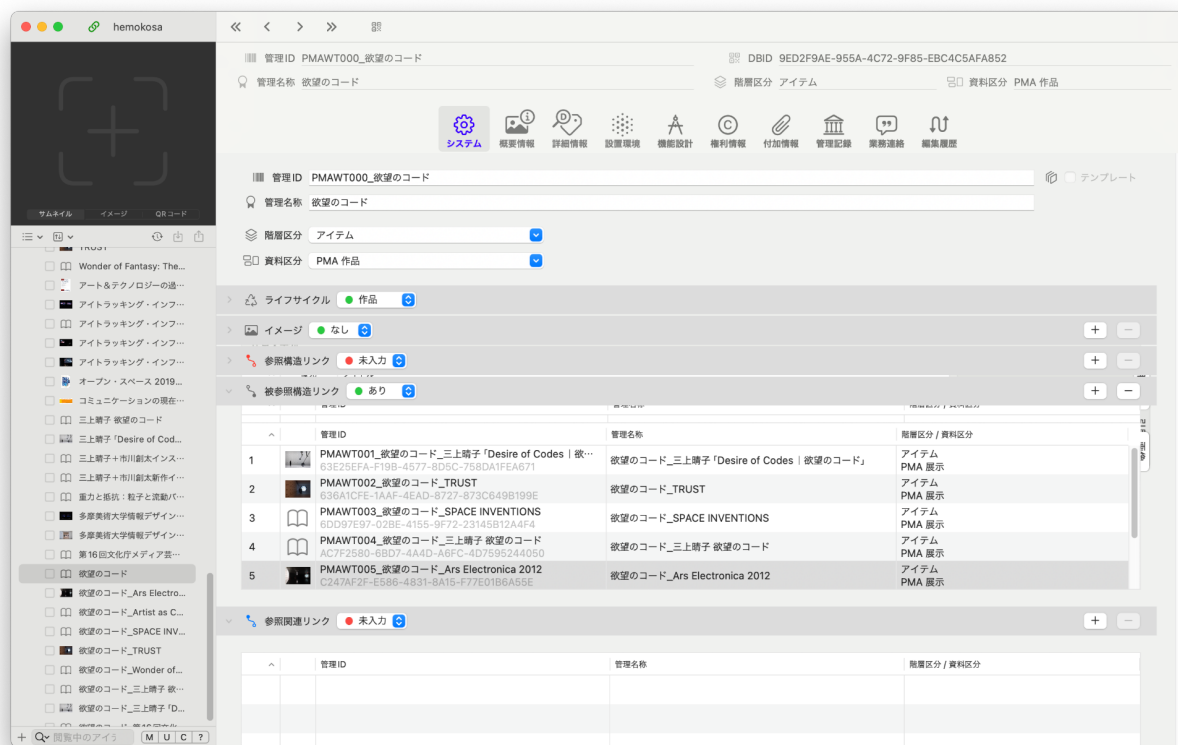 hemokosa
管理ID PMAWT000_欲望のコード
DBID 9ED2F9AE-955A-4C72-9F85-EBC4C5AFA852
管理名称 欲望のコード
階層区分 アイテム
資料区分 PMA 作品
システム
概要情報
詳細情報
設置環境
機能設計
権利情報
付加情報
管理記録
業務連絡
編集履歴
管理ID PMAWT000_欲望のコード
テンプレート
管理名称 欲望のコード
階層区分 アイテム
資料区分 PMA 作品
サムネイル イメージ QRコード
TRUST
Wonder of Fantasy: The…
アート＆テクノロジーの過…
アイトラッキング・インフ…
アイトラッキング・インフ…
アイトラッキング・インフ…
アイトラッキング・インフ…
オープン・スペース 2019…
コミュニケーションの現在…
三上晴子 欲望のコード
三上晴子「Desire of Cod…
三上晴子＋市川創太インス…
三上晴子＋市川創太新作イ…
重力と抵抗：粒子と流動パ…
多摩美術大学情報デザイン…
多摩美術大学情報デザイン…
第16回文化庁メディア芸…
欲望のコード
欲望のコード_Ars Electro…
欲望のコード_Artist as C…
欲望のコード_SPACE INV…
欲望のコード_TRUST
欲望のコード_Wonder of…
欲望のコード_三上晴子 欲…
欲望のコード_三上晴子「D…
閲覧中のアイテ
M U C ?
ライフサイクル 作品
イメージ なし
参照構造リンク 未入力
被参照構造リンク あり
管理ID 管理名称 階層区分 / 資料区分
1 PMAWT001_欲望のコード_三上晴子「Desire of Codes｜欲…
63E25EFA-F19B-4577-8D5C-758DA1FEA671
欲望のコード_三上晴子「Desire of Codes｜欲望のコード」
アイテム
PMA 展示
2 PMAWT002_欲望のコード_TRUST
636A1CFE-1AAF-4EAD-8727-873C649B199E
欲望のコード_TRUST
アイテム
PMA 展示
3 PMAWT003_欲望のコード_SPACE INVENTIONS
6DD97E97-02BE-4155-9F72-23145B12A4F4
欲望のコード_SPACE INVENTIONS
アイテム
PMA 展示
4 PMAWT004_欲望のコード_三上晴子 欲望のコード
AC7F2580-6BD7-4A4D-A6FC-4D7595244050
欲望のコード_三上晴子 欲望のコード
アイテム
PMA 展示
5 PMAWT005_欲望のコード_Ars Electronica 2012
C247AF2F-E586-4831-8A15-F77E01B6A55E
欲望のコード_Ars Electronica 2012
アイテム
PMA 展示
参照関連リンク 未入力
管理ID 管理名称 階層区分 / 資料区分